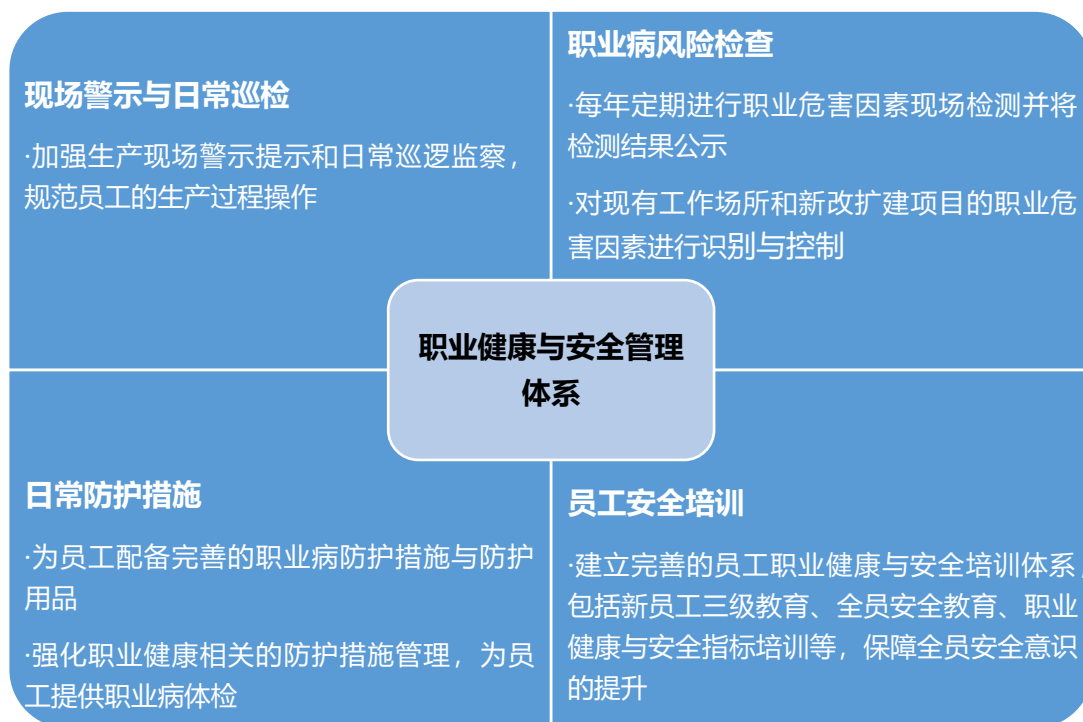 现场警示与日常巡检
·加强生产现场警示提示和日常巡逻监察，
规范员工的生产过程操作
职业病风险检查
·每年定期进行职业危害因素现场检测并将
检测结果公示
·对现有工作场所和新改扩建项目的职业危
害因素进行识别与控制
职业健康与安全管理
体系
日常防护措施
·为员工配备完善的职业病防护措施与防护
用品
·强化职业健康相关的防护措施管理，为员
工提供职业病体检
员工安全培训
·建立完善的员工职业健康与安全培训体系，
包括新员工三级教育、全员安全教育、职业
健康与安全指标培训等，保障全员安全意识
的提升